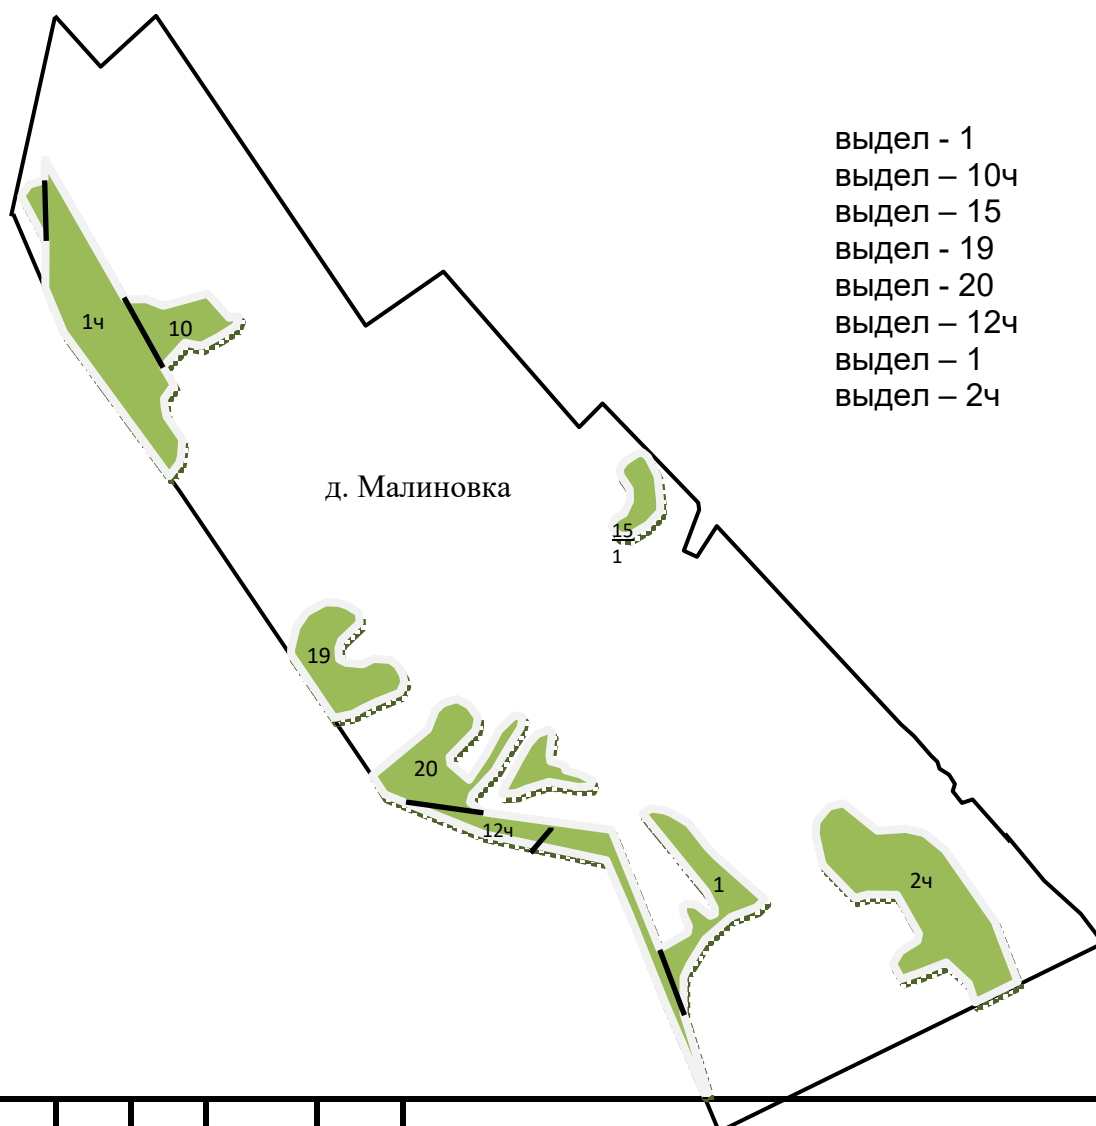 выдел - 1
выдел – 10ч
выдел – 15
выдел - 19
выдел - 20
выдел – 12ч
выдел – 1
выдел – 2ч
1ч
10
д. Малиновка
15
1
19
20
12ч
1
2ч